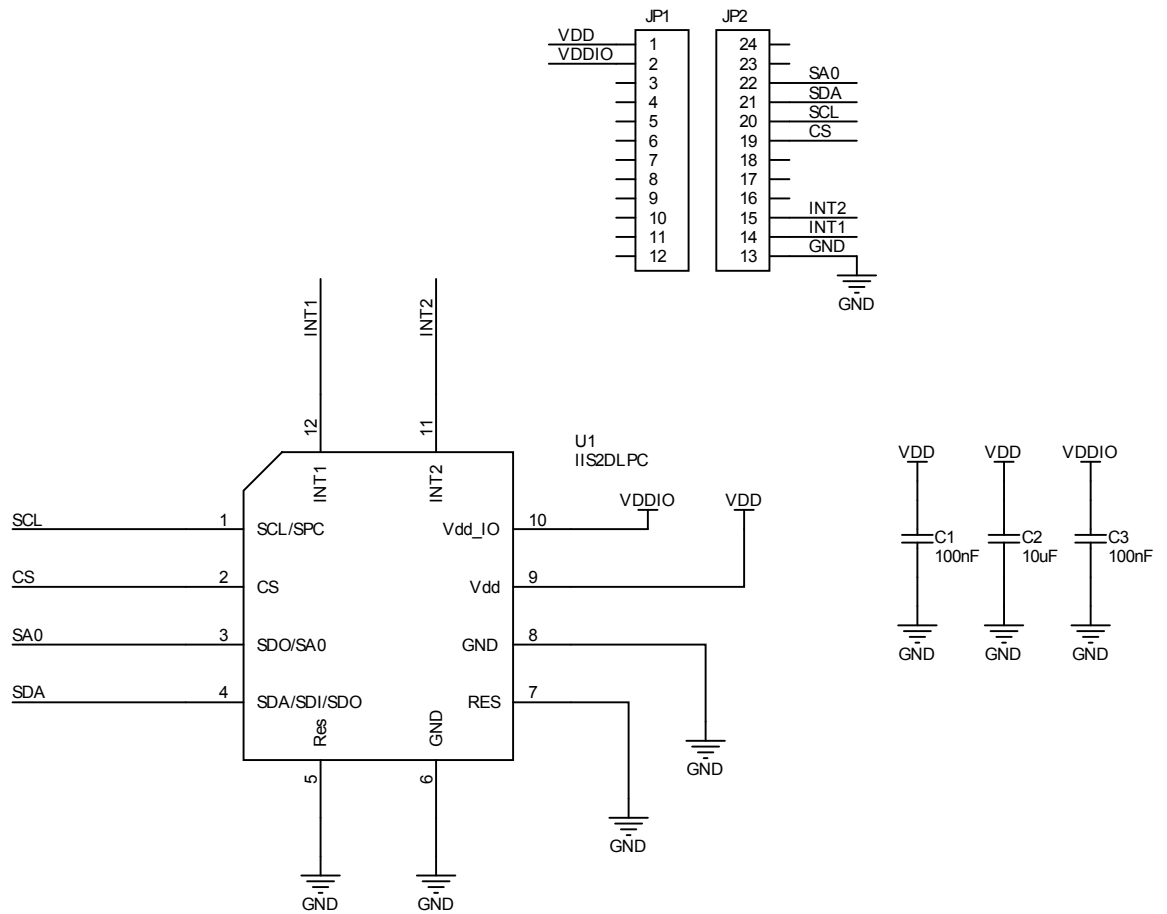 JP1
JP2
VDD
VDDIO
1
2
3
4
5
6
7
8
9
10
11
12
24
23
22
21
20
19
18
17
16
15
14
13
SA0
SDA
SCL
CS
INT2
INT1
GND
GND
INT1
INT2
12
11
U1
IIS2DLPC
INT1
INT2
SCL
1
SCL/SPC
CS
2
CS
SA0
3
SDO/SA0
SDA
4
SDA/SDI/SDO
Vdd_IO
10
VDDIO
Vdd
9
VDD
GND
8
GND
RES
7
GND
Res
5
GND
GND
6
GND
VDD
C1
100nF
GND
VDD
C2
10uF
GND
VDDIO
C3
100nF
GND